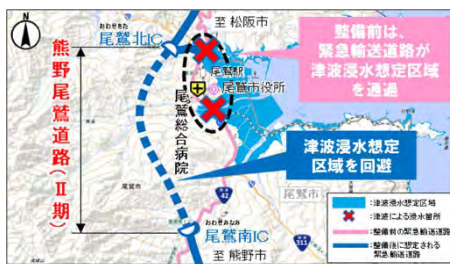 N
至 松阪市
おわせきた
尾鷲北IC
整備前は、
緊急輸送道路が
津波浸水想定区域
を通過
尾鷲駅
尾鷲市役所
尾鷲総合病院
熊野尾鷲道路(Ⅱ期)
津波浸水想定
区域を回避
尾鷲市
42
おわせみなみ
尾鷲南IC
311
至 熊野市
:津波浸水想定区域
:津波による浸水箇所
:整備前の緊急輸送道路
:整備後に想定される
緊急輸送道路